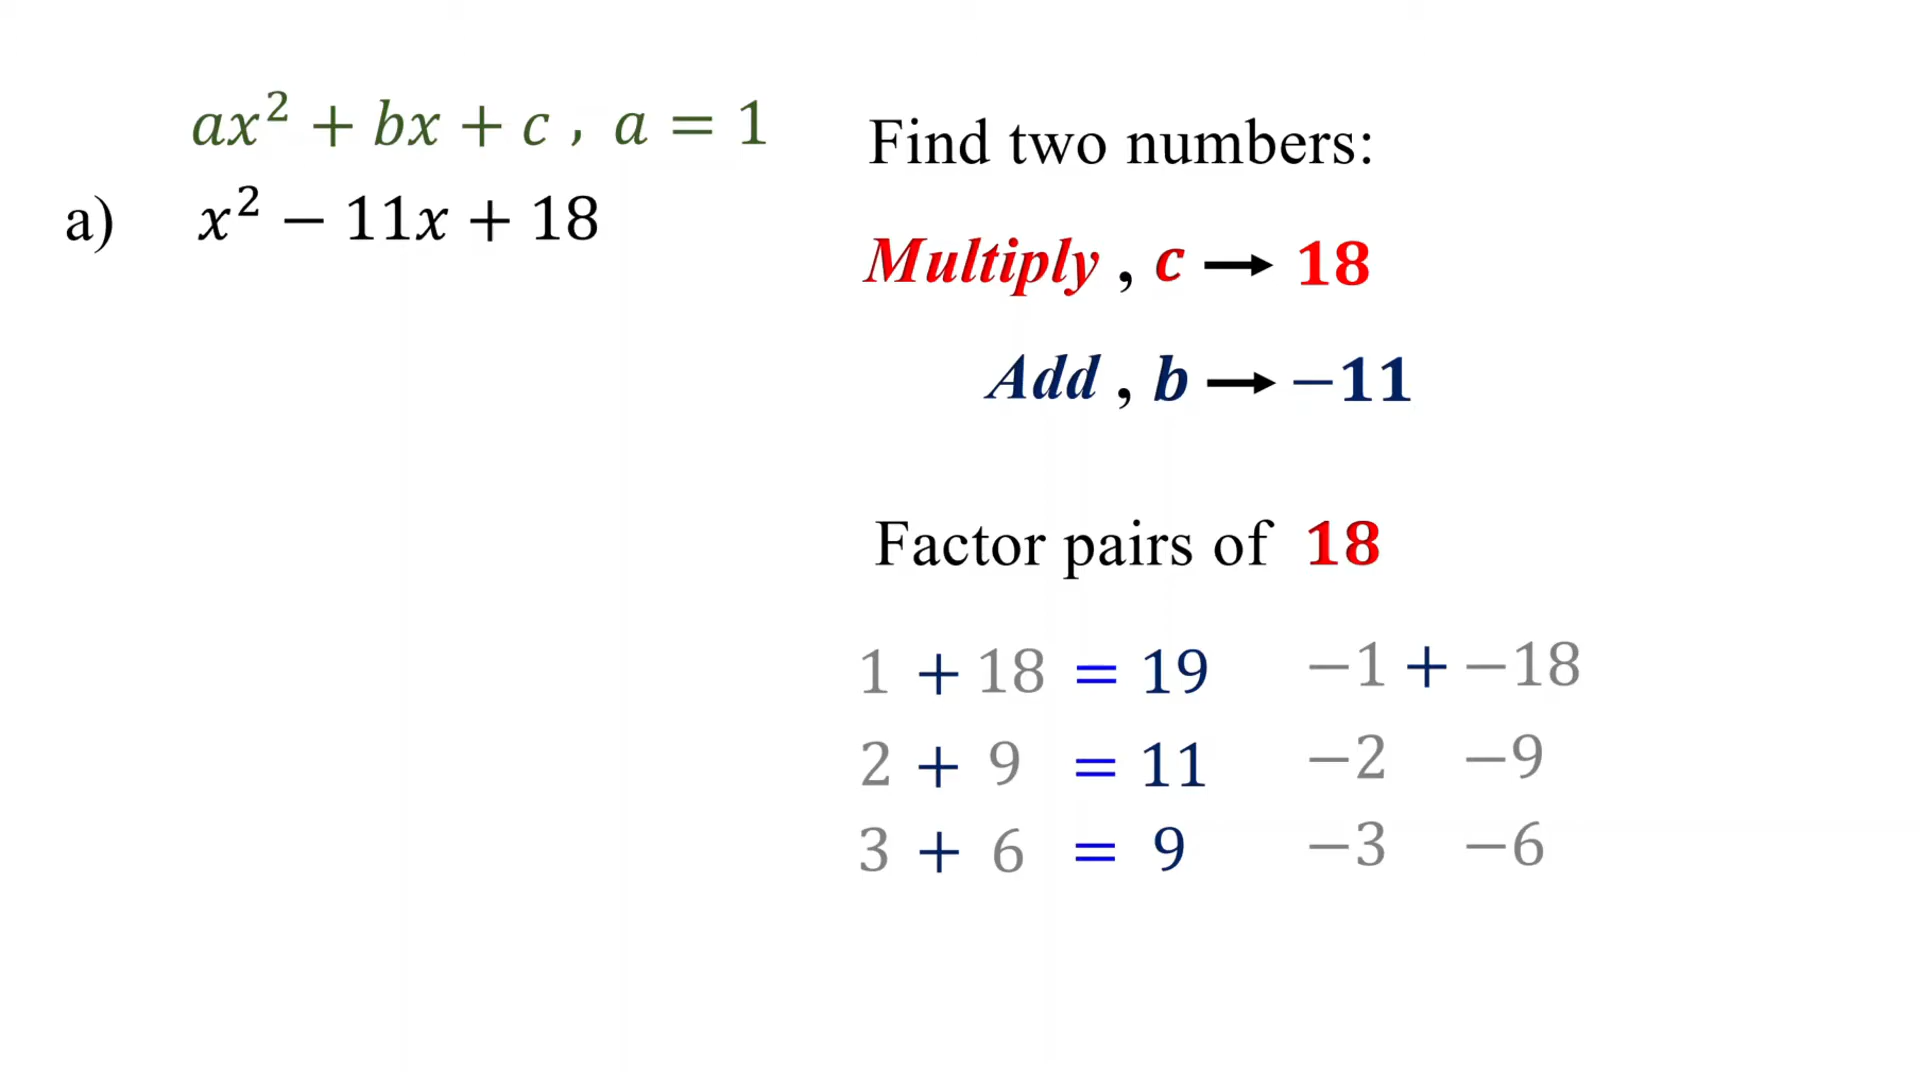 ax² + bx + c , a = 1
a) x² − 11x + 18
Find two numbers:
Multiply , c → 18
Add , b → −11
Factor pairs of 18
1 + 18 = 19 −1 + −18
2 + 9 = 11 −2 −9
3 + 6 = 9 −3 −6